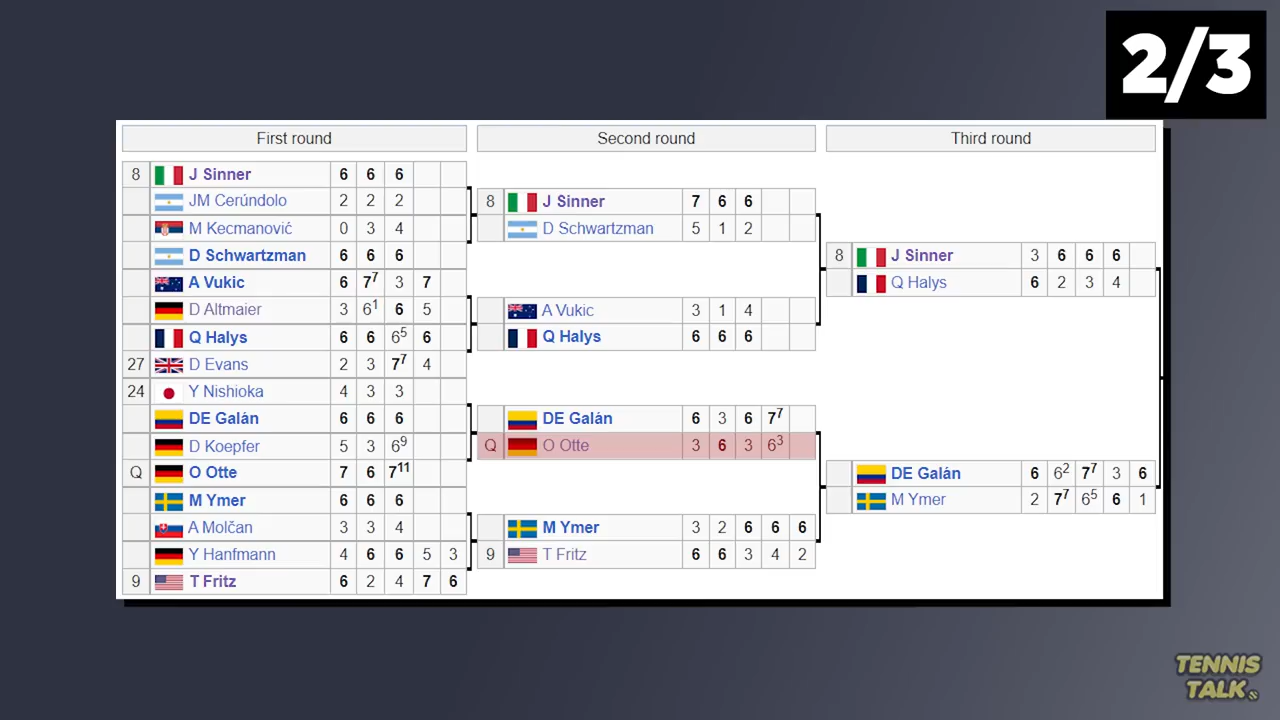 2/3
First round
Second round
Third round
8 J Sinner 6 6 6
JM Cerúndolo 2 2 2
8 J Sinner 7 6 6
M Kecmanović 0 3 4
D Schwartzman 5 1 2
D Schwartzman 6 6 6
8 J Sinner 3 6 6 6
A Vukic 6 7⁷ 3 7
Q Halys 6 2 3 4
D Altmaier 3 6¹ 6 5
A Vukic 3 1 4
Q Halys 6 6 6⁵ 6
Q Halys 6 6 6
27 D Evans 2 3 7⁷ 4
24 Y Nishioka 4 3 3
DE Galán 6 6 6
DE Galán 6 3 6 7⁷
D Koepfer 5 3 6⁹
Q O Otte 3 6 3 6³
Q O Otte 7 6 7¹¹
DE Galán 6 6² 7⁷ 3 6
M Ymer 6 6 6
M Ymer 2 7⁷ 6⁵ 6 1
A Molčan 3 3 4
M Ymer 3 2 6 6 6
Y Hanfmann 4 6 6 5 3
9 T Fritz 6 6 3 4 2
9 T Fritz 6 2 4 7 6
TENNIS
TALK